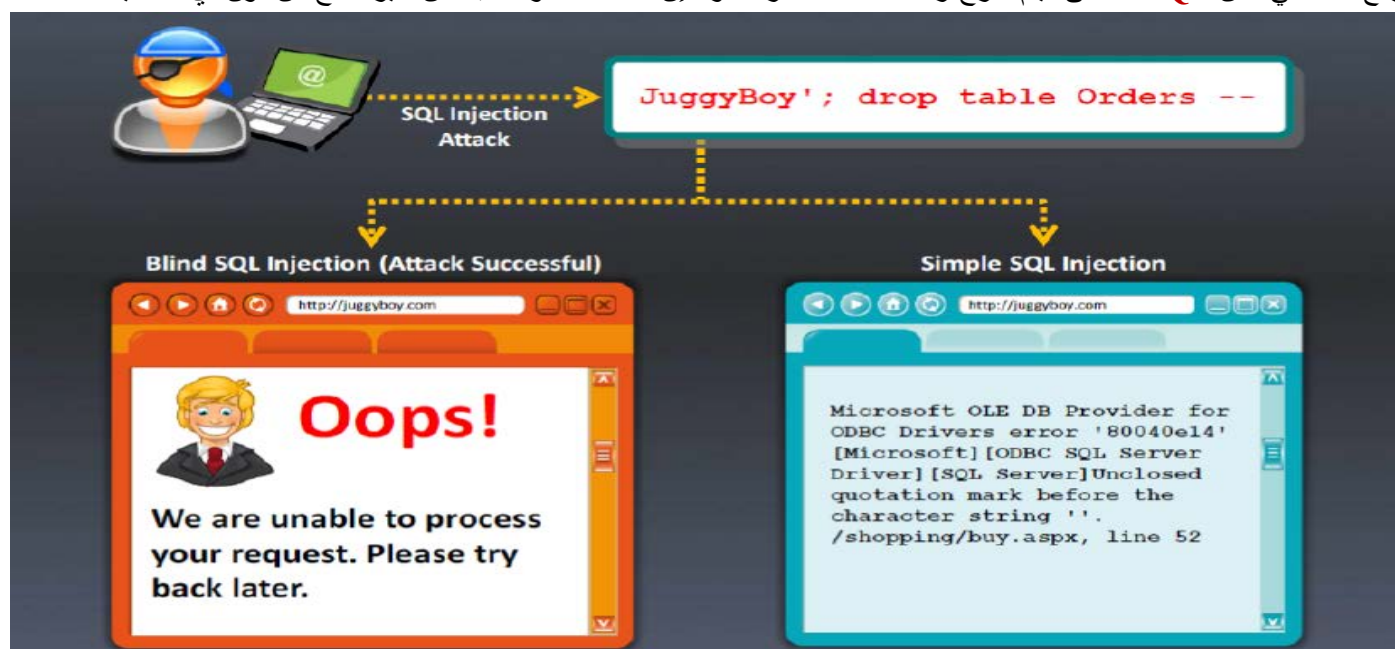 SQL Injection
Attack
JuggyBoy'; drop table Orders --
Blind SQL Injection (Attack Successful)
http://juggyboy.com
Oops!
We are unable to process
your request. Please try
back later.
Simple SQL Injection
http://juggyboy.com
Microsoft OLE DB Provider for
ODBC Drivers error '80040e14'
[Microsoft][ODBC SQL Server
Driver][SQL Server]Unclosed
quotation mark before the
character string ''.
/shopping/buy.aspx, line 52